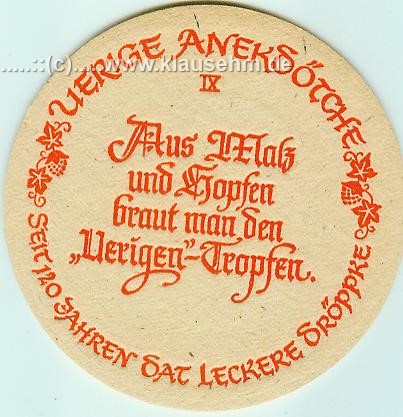 UERIGE ANEKDÖTCHE
......::(c).... www.klausehm.de
IX
Aus Malz
und Hopfen
braut man den
„Uerigen"-Tropfen.
SEIT 120 JAHREN DAT LECKERE DRÖPPKE